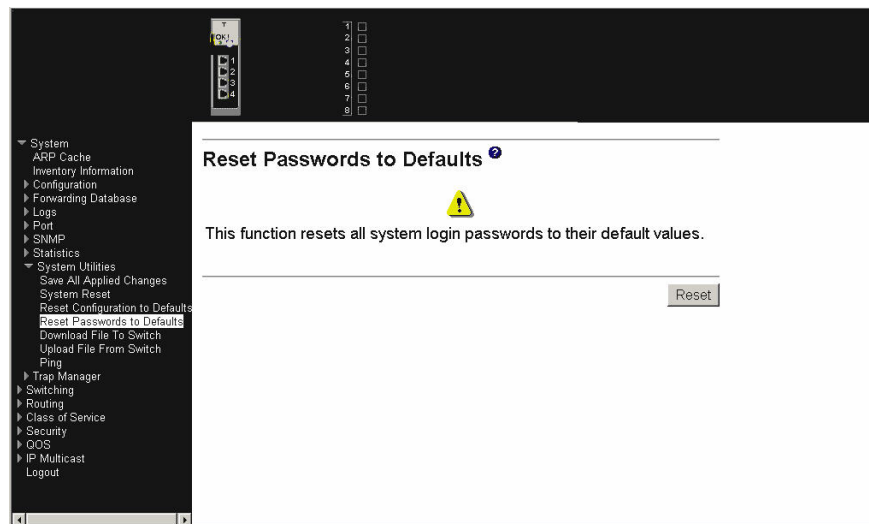 OK!
1
2
3
4
1
2
3
4
5
6
7
8
System
ARP Cache
Inventory Information
Configuration
Forwarding Database
Logs
Port
SNMP
Statistics
System Utilities
Save All Applied Changes
System Reset
Reset Configuration to Defaults
Reset Passwords to Defaults
Download File To Switch
Upload File From Switch
Ping
Trap Manager
Switching
Routing
Class of Service
Security
QOS
IP Multicast
Logout
Reset Passwords to Defaults ?
!
This function resets all system login passwords to their default values.
Reset